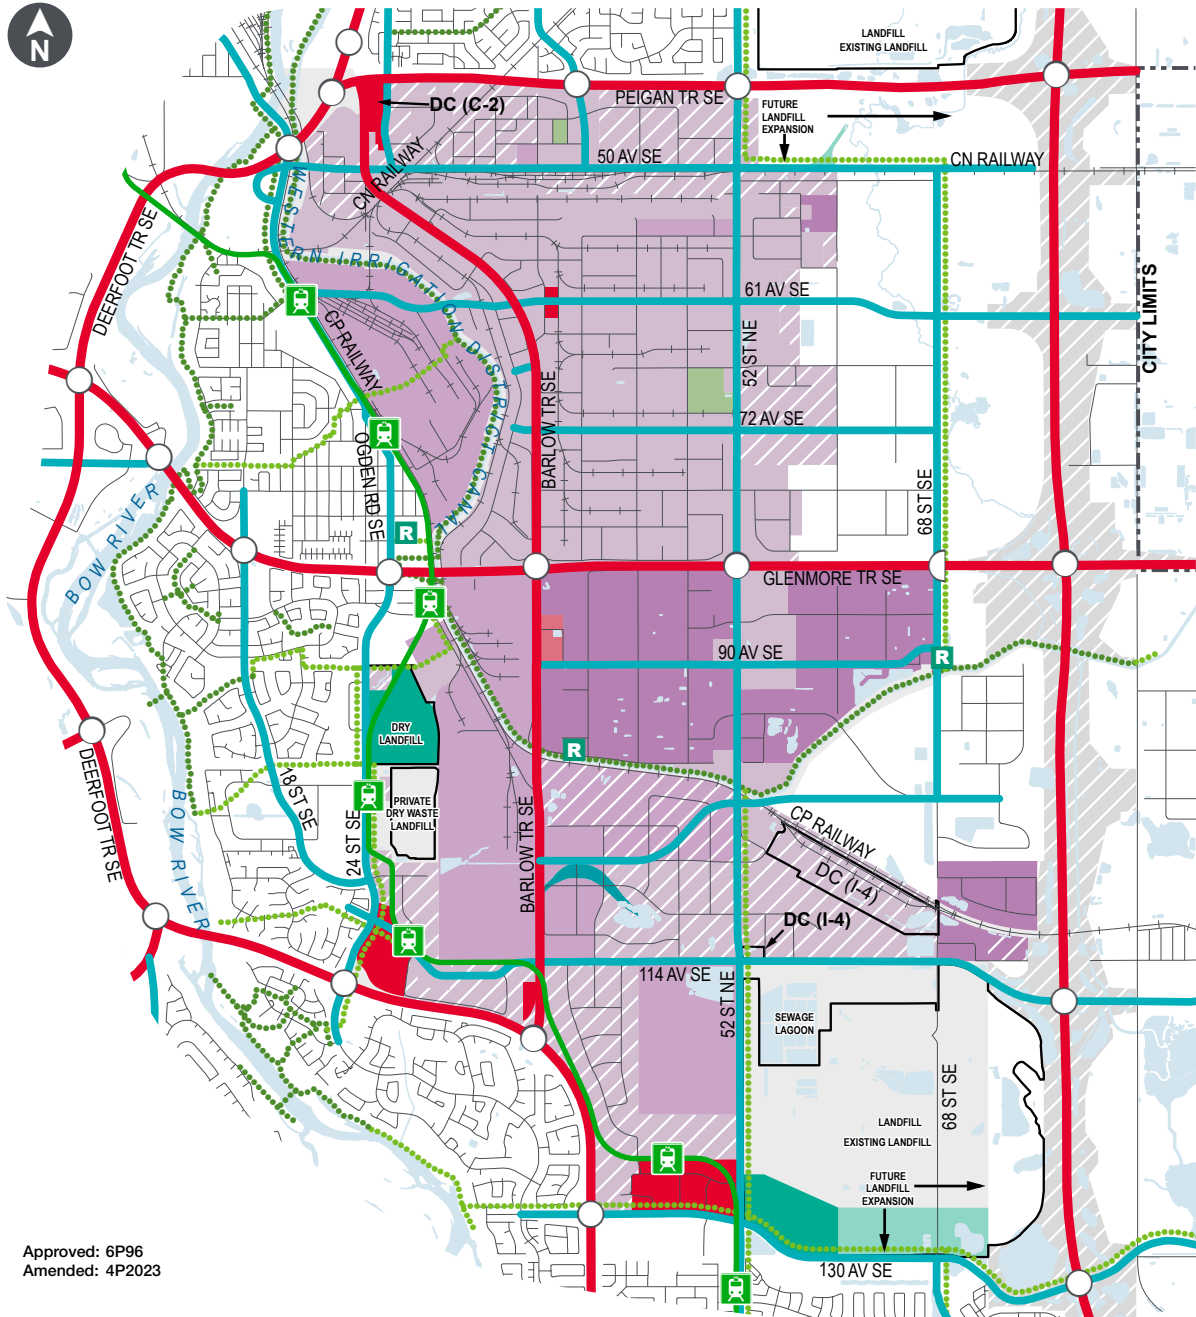 N
LANDFILL
EXISTING LANDFILL
DC (C-2)
PEIGAN TR SE
FUTURE
LANDFILL
EXPANSION
50 AV SE
CN RAILWAY
CN RAILWAY
WESTERN IRRIGATION DISTRICT CANAL
DEERFOOT TR SE
CITY LIMITS
61 AV SE
CP RAILWAY
52 ST NE
BARLOW TR SE
72 AV SE
OGDEN RD SE
68 ST SE
BOW RIVER
R
GLENMORE TR SE
90 AV SE
R
DRY
LANDFILL
R
DEERFOOT TR SE
18 ST SE
BOW RIVER
24 ST SE
PRIVATE
DRY WASTE
LANDFILL
BARLOW TR SE
CP RAILWAY
DC (I-4)
DC (I-4)
114 AV SE
52 ST NE
SEWAGE
LAGOON
68 ST SE
LANDFILL
EXISTING LANDFILL
FUTURE
LANDFILL
EXPANSION
130 AV SE
Approved: 6P96
Amended: 4P2023